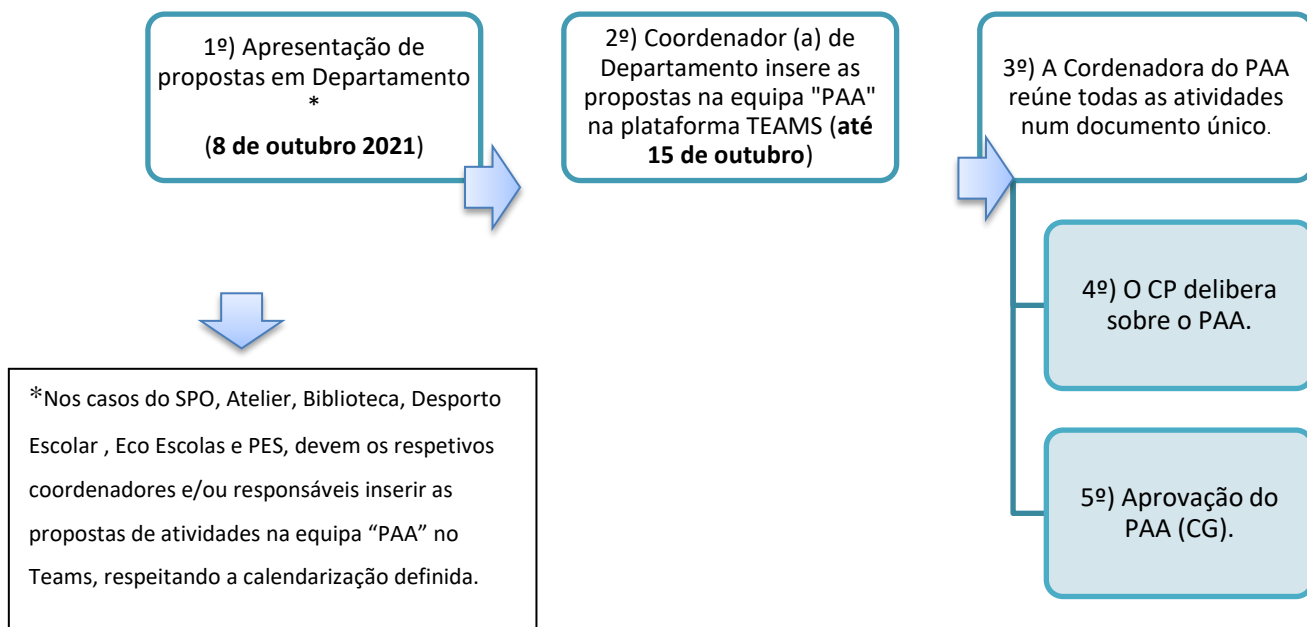 1º) Apresentação de
propostas em Departamento
*
(8 de outubro 2021)
2º) Coordenador (a) de
Departamento insere as
propostas na equipa "PAA"
na plataforma TEAMS (até
15 de outubro)
3º) A Cordenadora do PAA
reúne todas as atividades
num documento único.
4º) O CP delibera
sobre o PAA.
5º) Aprovação do
PAA (CG).
*Nos casos do SPO, Atelier, Biblioteca, Desporto
Escolar , Eco Escolas e PES, devem os respetivos
coordenadores e/ou responsáveis inserir as
propostas de atividades na equipa “PAA” no
Teams, respeitando a calendarização definida.